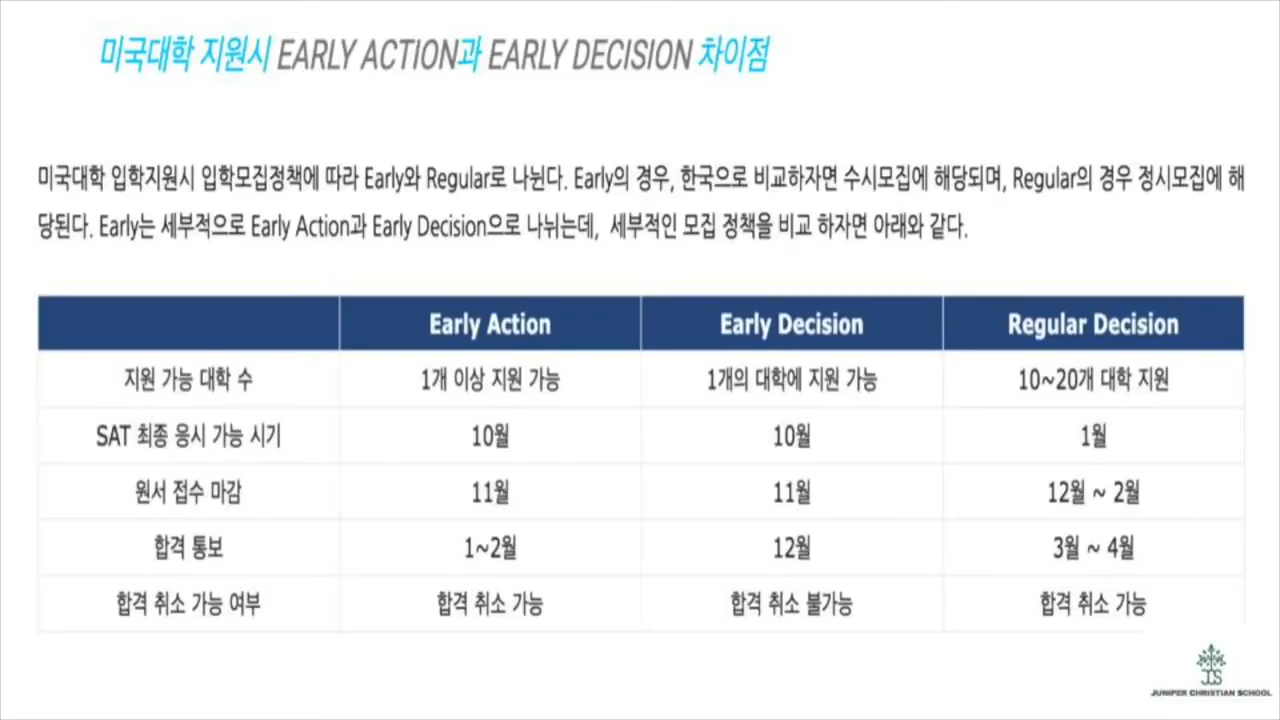 미국대학 지원시 EARLY ACTION과 EARLY DECISION 차이점
미국대학 입학지원시 입학모집정책에 따라 Early와 Regular로 나뉜다. Early의 경우, 한국으로 비교하자면 수시모집에 해당되며, Regular의 경우 정시모집에 해
당된다. Early는 세부적으로 Early Action과 Early Decision으로 나뉘는데, 세부적인 모집 정책을 비교 하자면 아래와 같다.
Early Action Early Decision Regular Decision
지원 가능 대학 수 1개 이상 지원 가능 1개의 대학에 지원 가능 10~20개 대학 지원
SAT 최종 응시 가능 시기 10월 10월 1월
원서 접수 마감 11월 11월 12월 ~ 2월
합격 통보 1~2월 12월 3월 ~ 4월
합격 취소 가능 여부 합격 취소 가능 합격 취소 불가능 합격 취소 가능
JCS
JUNIPER CHRISTIAN SCHOOL